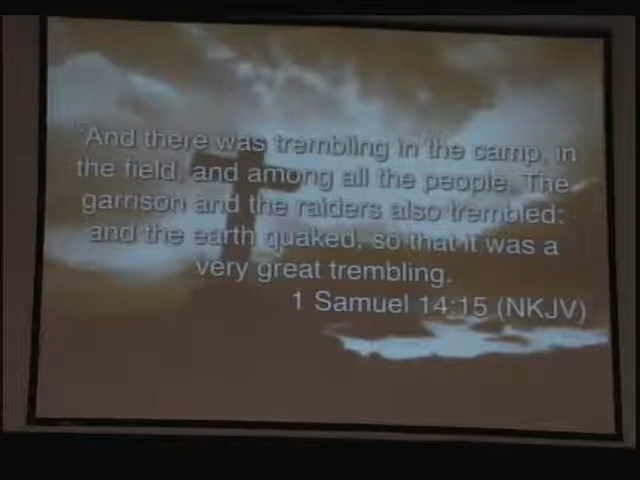 "And there was trembling in the camp, in
the field, and among all the people. The
garrison and the raiders also trembled:
and the earth quaked, so that it was a
very great trembling.
1 Samuel 14:15 (NKJV)